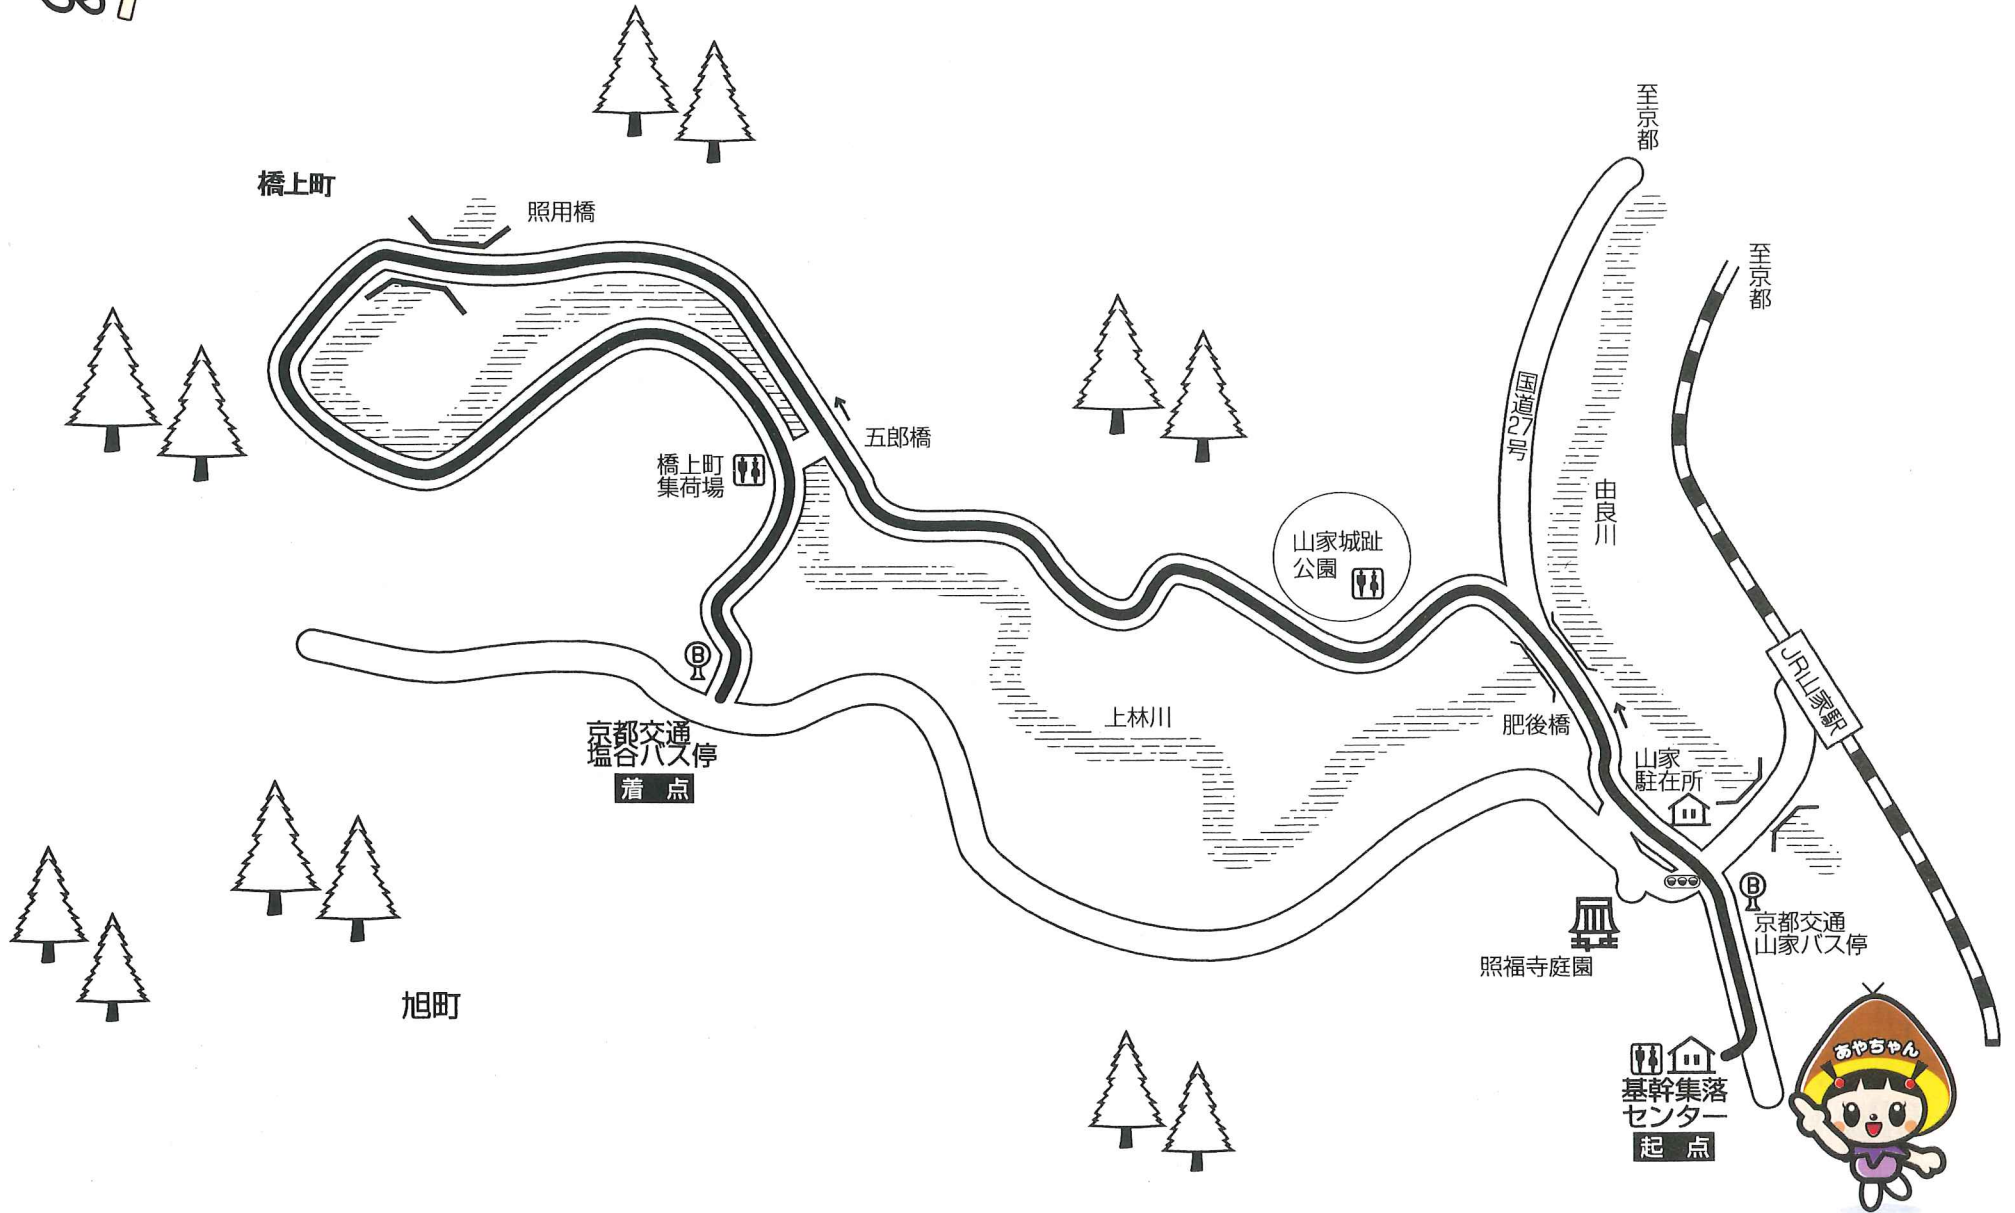 至京都
橋上町
照用橋
至京都
国道27号
五郎橋
橋上町
集荷場
由良川
山家城趾
公園
JR山家駅
B
上林川
肥後橋
京都交通
塩谷バス停
着 点
山家
駐在所
B
京都交通
山家バス停
照福寺庭園
旭町
あやちゃん
基幹集落
センター
起 点